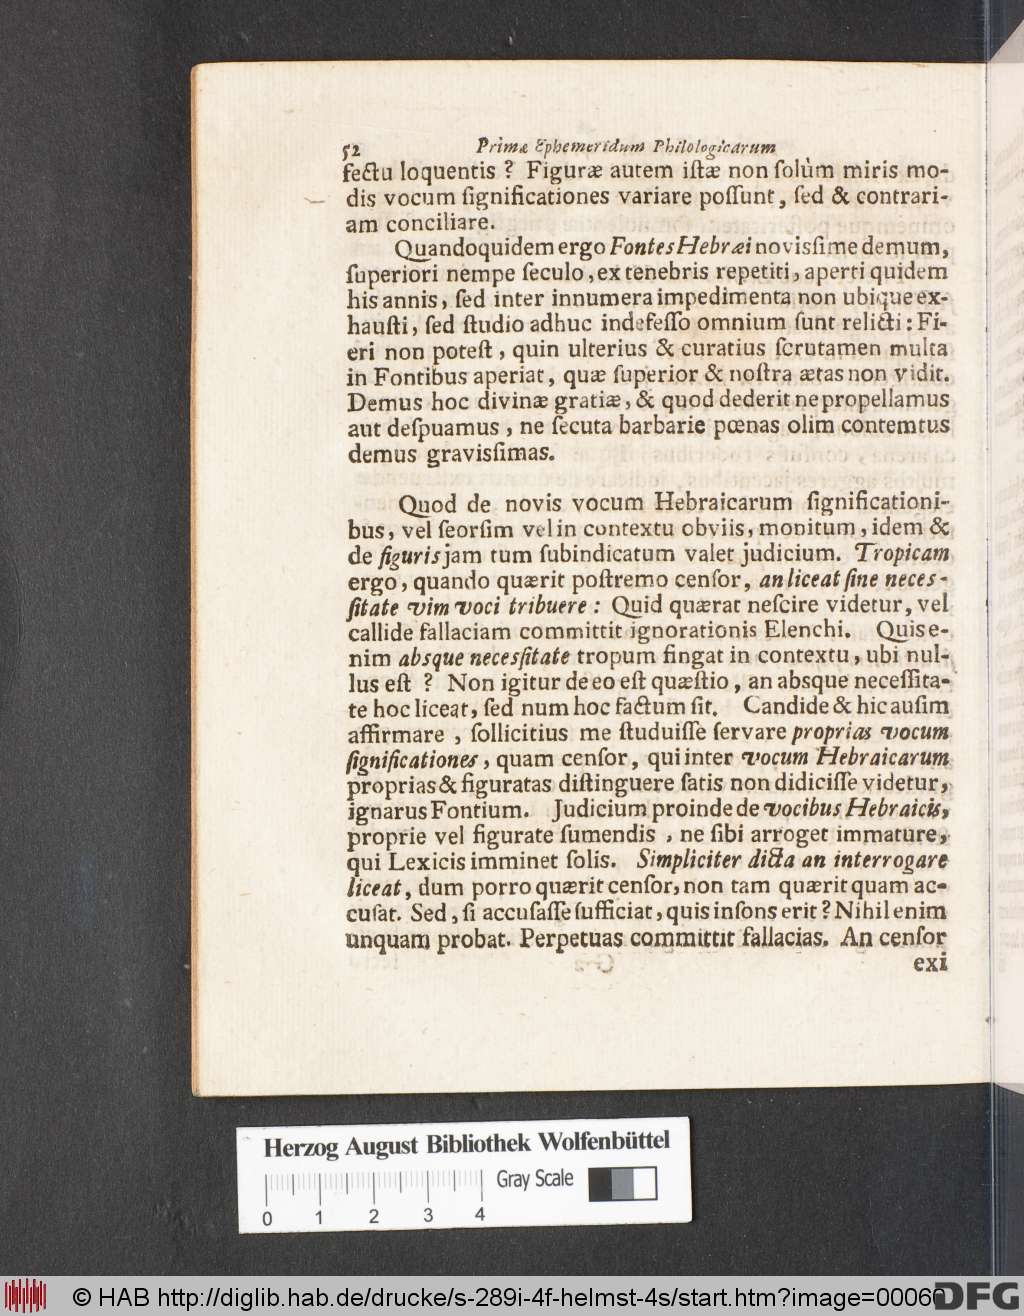 52 Primæ Ephemeridum Philologicarum
fectu loquentis ? Figuræ autem iſtæ non ſolùm miris mo-
dis vocum ſignificationes variare poſſunt, ſed & contrari-
am conciliare.
Quandoquidem ergo Fontes Hebræi novisſime demum,
ſuperiori nempe ſeculo, ex tenebris repetiti, aperti quidem
his annis, ſed inter innumera impedimenta non ubique ex-
hauſti, ſed ſtudio adhuc indefeſſo omnium ſunt relicti: Fi-
eri non poteſt, quin ulterius & curatius ſcrutamen multa
in Fontibus aperiat, quæ ſuperior & noſtra ætas non vidit.
Demus hoc divinæ gratiæ, & quod dederit ne propellamus
aut deſpuamus, ne ſecuta barbarie pœnas olim contemtus
demus gravisſimas.
Quod de novis vocum Hebraicarum ſignificationi-
bus, vel ſeorſim vel in contextu obviis, monitum, idem &
de figuris jam tum ſubindicatum valet judicium. Tropicam
ergo, quando quærit poſtremo cenſor, an liceat ſine neces-
ſitate vim voci tribuere: Quid quærat neſcire videtur, vel
callide fallaciam committit ignorationis Elenchi. Quis e-
nim absque necesſitate tropum fingat in contextu, ubi nul-
lus eſt ? Non igitur de eo eſt quæſtio, an absque neceſſita-
te hoc liceat, ſed num hoc factum ſit. Candide & hic auſim
affirmare, ſollicitius me ſtuduiſſe ſervare proprias vocum
ſignificationes, quam cenſor, qui inter vocum Hebraicarum
proprias & figuratas diſtinguere ſatis non didiciſſe videtur,
ignarus Fontium. Judicium proinde de vocibus Hebraicis,
proprie vel figurate ſumendis, ne ſibi arroget immature,
qui Lexicis imminet ſolis. Simpliciter dicta an interrogare
liceat, dum porro quærit cenſor, non tam quærit quam ac-
cuſat. Sed, ſi accuſaſſe ſufficiat, quis inſons erit? Nihil enim
unquam probat. Perpetuas committit fallacias. An cenſor
exi
Herzog August Bibliothek Wolfenbüttel
Gray Scale
0 1 2 3 4
© HAB http://diglib.hab.de/drucke/s-289i-4f-helmst-4s/start.htm?image=00060
DFG